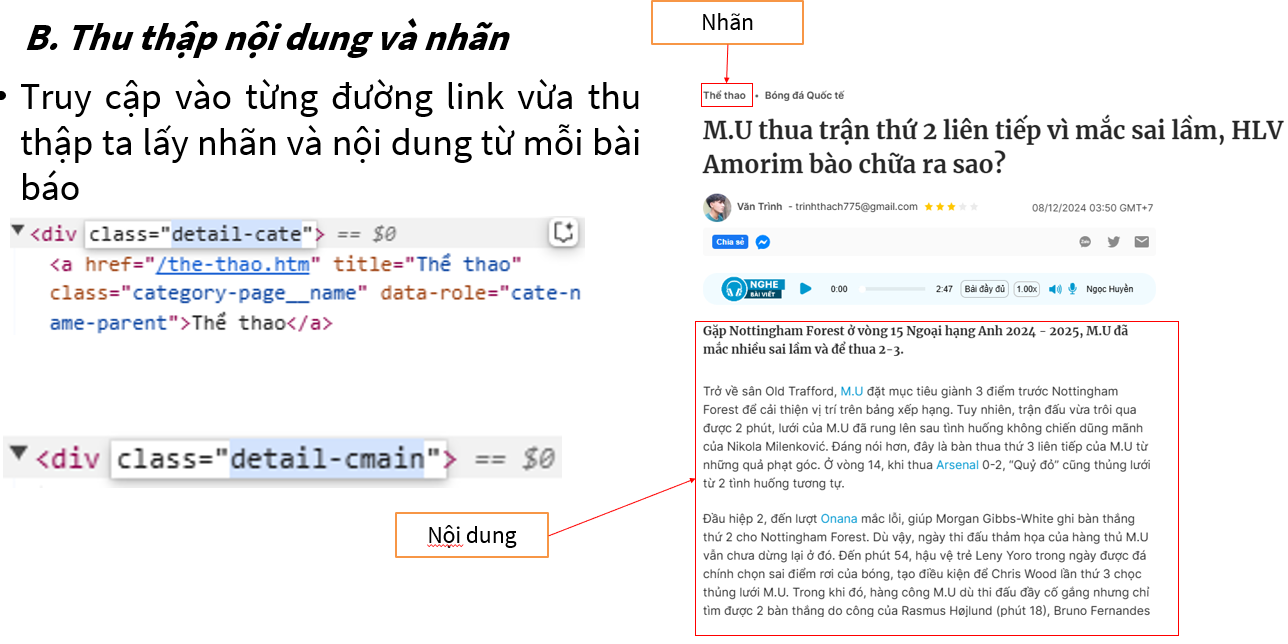 B. Thu thập nội dung và nhãn
• Truy cập vào từng đường link vừa thu
thập ta lấy nhãn và nội dung từ mỗi bài
báo
<div class="detail-cate"> == $0
<a href="/the-thao.htm" title="Thể thao"
class="category-page__name" data-role="cate-n
ame-parent">Thể thao</a>
<div class="detail-cmain"> == $0
Nội dung
Nhãn
Thể thao • Bóng đá Quốc tế
M.U thua trận thứ 2 liên tiếp vì mắc sai lầm, HLV
Amorim bào chữa ra sao?
Văn Trình - trinhthach775@gmail.com
08/12/2024 03:50 GMT+7
Chia sẻ
NGHE
BÀI VIẾT
0:00
2:47
Bài đầy đủ
1.00x
Ngọc Huyền
Gặp Nottingham Forest ở vòng 15 Ngoại hạng Anh 2024 - 2025, M.U đã
mắc nhiều sai lầm và để thua 2-3.
Trở về sân Old Trafford, M.U đặt mục tiêu giành 3 điểm trước Nottingham
Forest để cải thiện vị trí trên bảng xếp hạng. Tuy nhiên, trận đấu vừa trôi qua
được 2 phút, lưới của M.U đã rung lên sau tình huống không chiến dũng mãnh
của Nikola Milenković. Đáng nói hơn, đây là bàn thua thứ 3 liên tiếp của M.U từ
những quả phạt góc. Ở vòng 14, khi thua Arsenal 0-2, “Quỷ đỏ” cũng thủng lưới
từ 2 tình huống tương tự.
Đầu hiệp 2, đến lượt Onana mắc lỗi, giúp Morgan Gibbs-White ghi bàn thắng
thứ 2 cho Nottingham Forest. Dù vậy, ngày thi đấu thảm họa của hàng thủ M.U
vẫn chưa dừng lại ở đó. Đến phút 54, hậu vệ trẻ Leny Yoro trong ngày được đá
chính chọn sai điểm rơi của bóng, tạo điều kiện để Chris Wood lần thứ 3 chọc
thủng lưới M.U. Trong khi đó, hàng công M.U dù thi đấu đầy cố gắng nhưng chỉ
tìm được 2 bàn thắng do công của Rasmus Højlund (phút 18), Bruno Fernandes